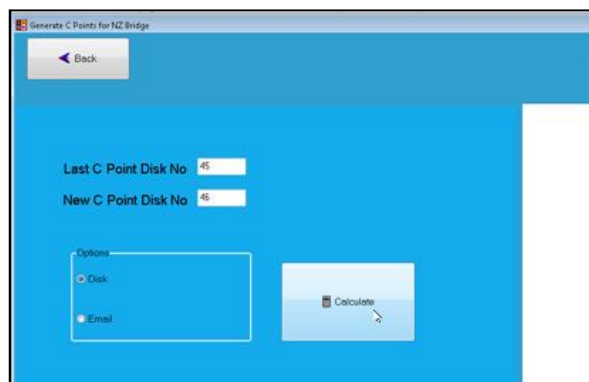 Generate C Points for NZ Bridge
Back
Last C Point Disk No 45
New C Point Disk No 46
Options
Disk
Email
Calculate